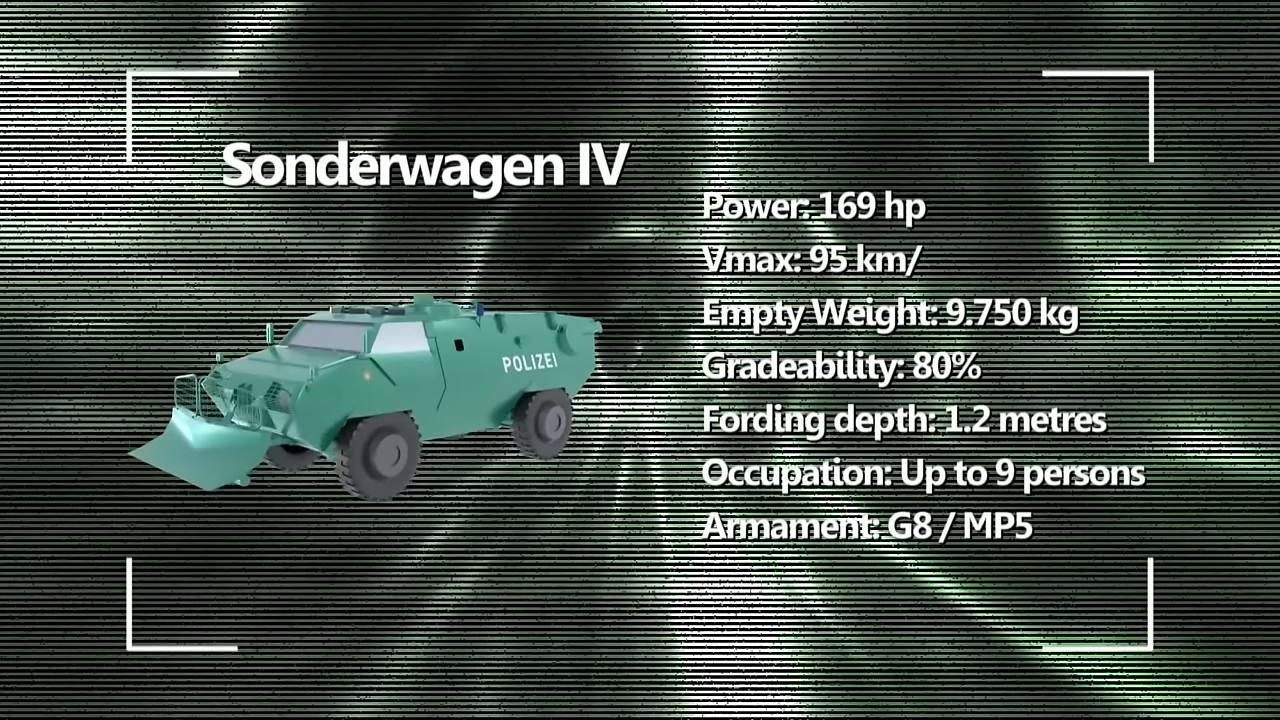 Sonderwagen IV
Power: 169 hp
Vmax: 95 km/
Empty Weight: 9.750 kg
Gradeability: 80%
Fording depth: 1.2 metres
Occupation: Up to 9 persons
Armament: G8 / MP5
POLIZEI